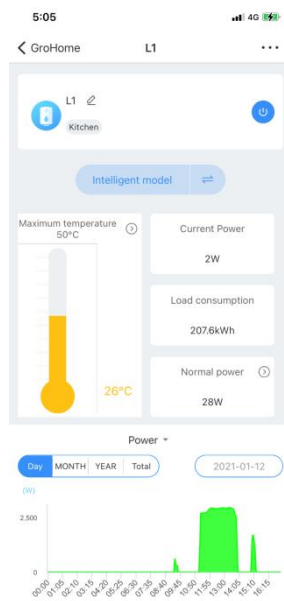 5:05
4G
GroHome
L1
L1
Kitchen
Intelligent model
Maximum temperature
50°C
26°C
Current Power
2W
Load consumption
207.6kWh
Normal power
28W
Power
Day MONTH YEAR Total
2021-01-12
(W)
2,500
0
00:00 01:05 02:10 03:15 04:20 05:25 06:30 07:35 08:40 09:45 10:50 11:55 13:00 14:05 15:10 16:15